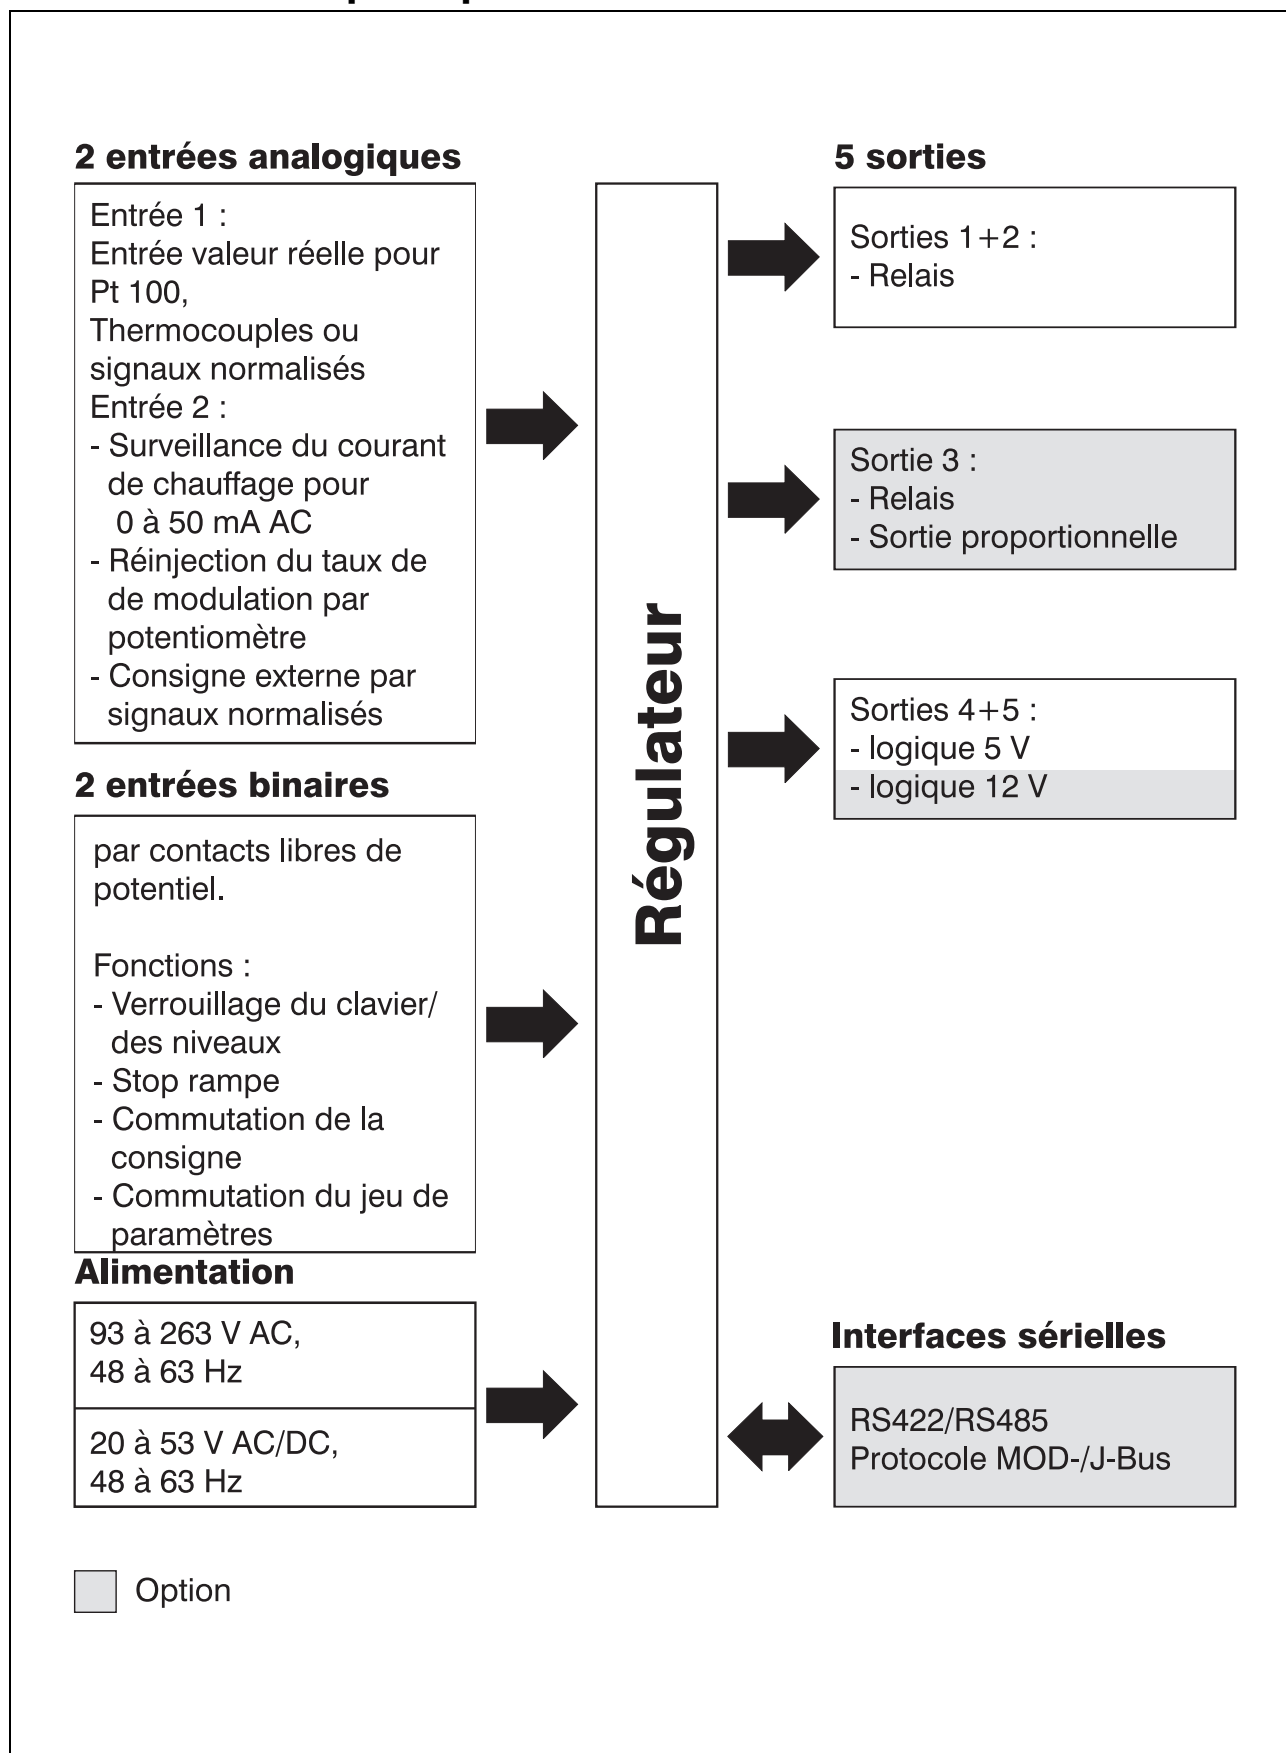 2 entrées analogiques
Entrée 1 :
Entrée valeur réelle pour
Pt 100,
Thermocouples ou
signaux normalisés
Entrée 2 :
- Surveillance du courant
de chauffage pour
0 à 50 mA AC
- Réinjection du taux de
de modulation par
potentiomètre
- Consigne externe par
signaux normalisés
2 entrées binaires
par contacts libres de
potentiel.
Fonctions :
- Verrouillage du clavier/
des niveaux
- Stop rampe
- Commutation de la
consigne
- Commutation du jeu de
paramètres
Alimentation
93 à 263 V AC,
48 à 63 Hz
20 à 53 V AC/DC,
48 à 63 Hz
Régulateur
5 sorties
Sorties 1+2 :
- Relais
Sortie 3 :
- Relais
- Sortie proportionnelle
Sorties 4+5 :
- logique 5 V
- logique 12 V
Interfaces sérielles
RS422/RS485
Protocole MOD-/J-Bus
Option